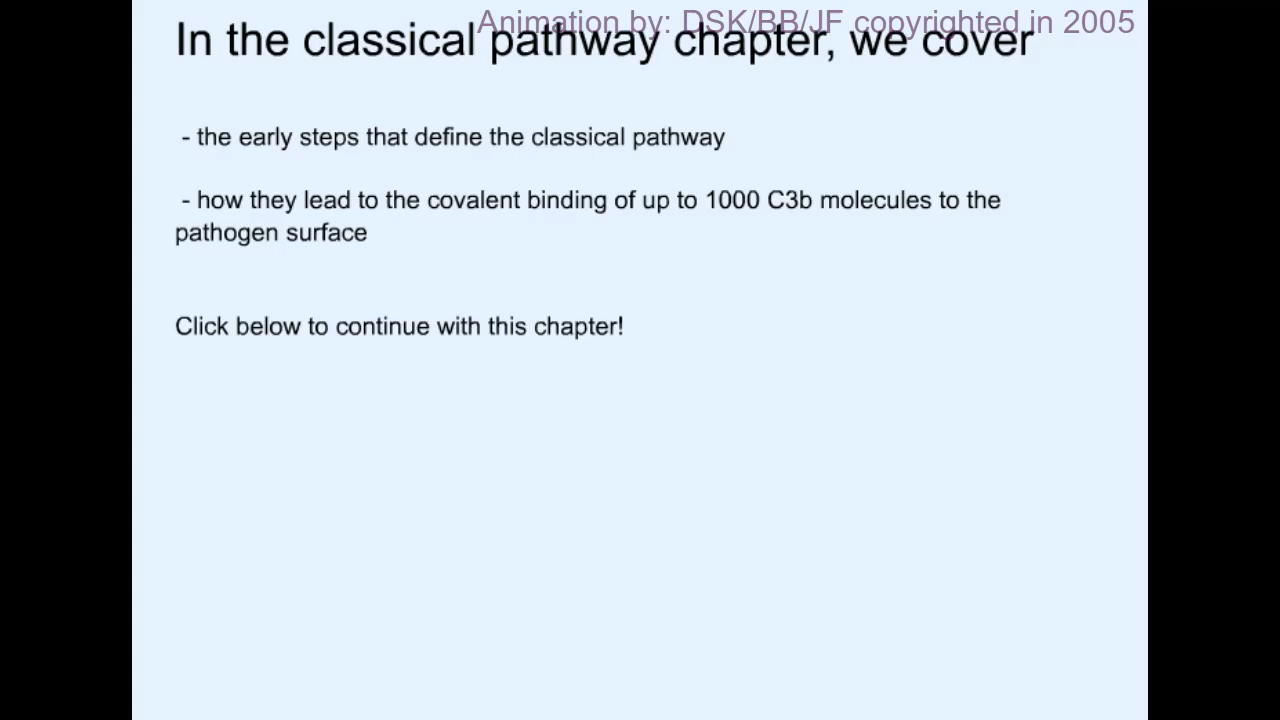 Animation by: DSK/BB/JF copyrighted in 2005
In the classical pathway chapter, we cover
- the early steps that define the classical pathway
- how they lead to the covalent binding of up to 1000 C3b molecules to the
pathogen surface
Click below to continue with this chapter!